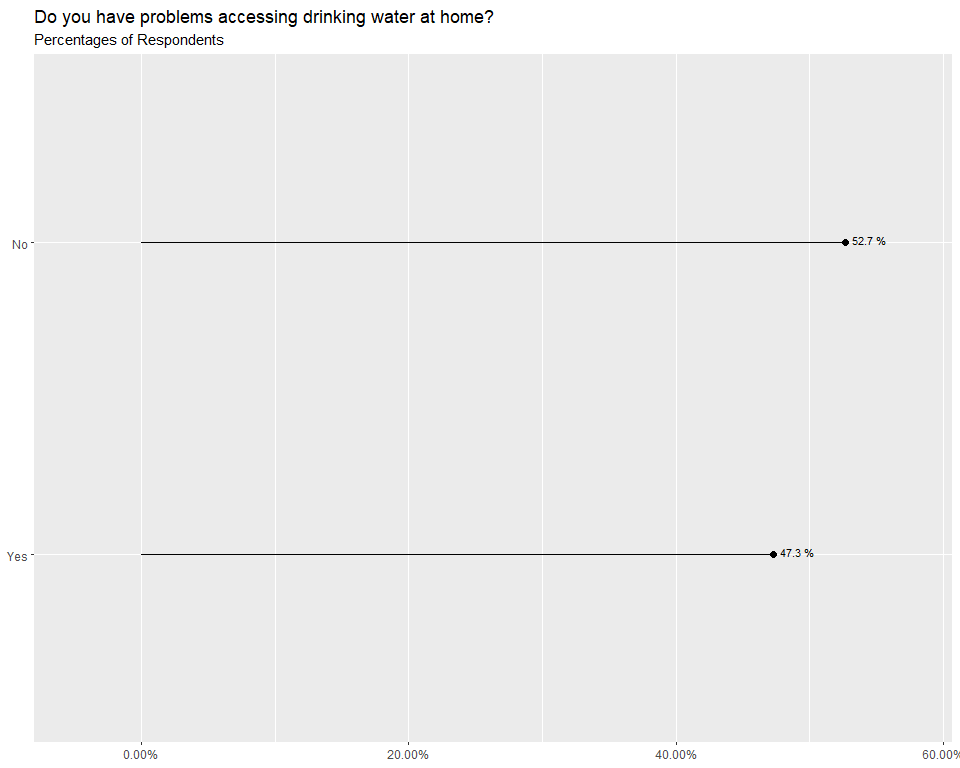 Do you have problems accessing drinking water at home?
Percentages of Respondents
No
52.7 %
Yes
47.3 %
0.00%
20.00%
40.00%
60.00%